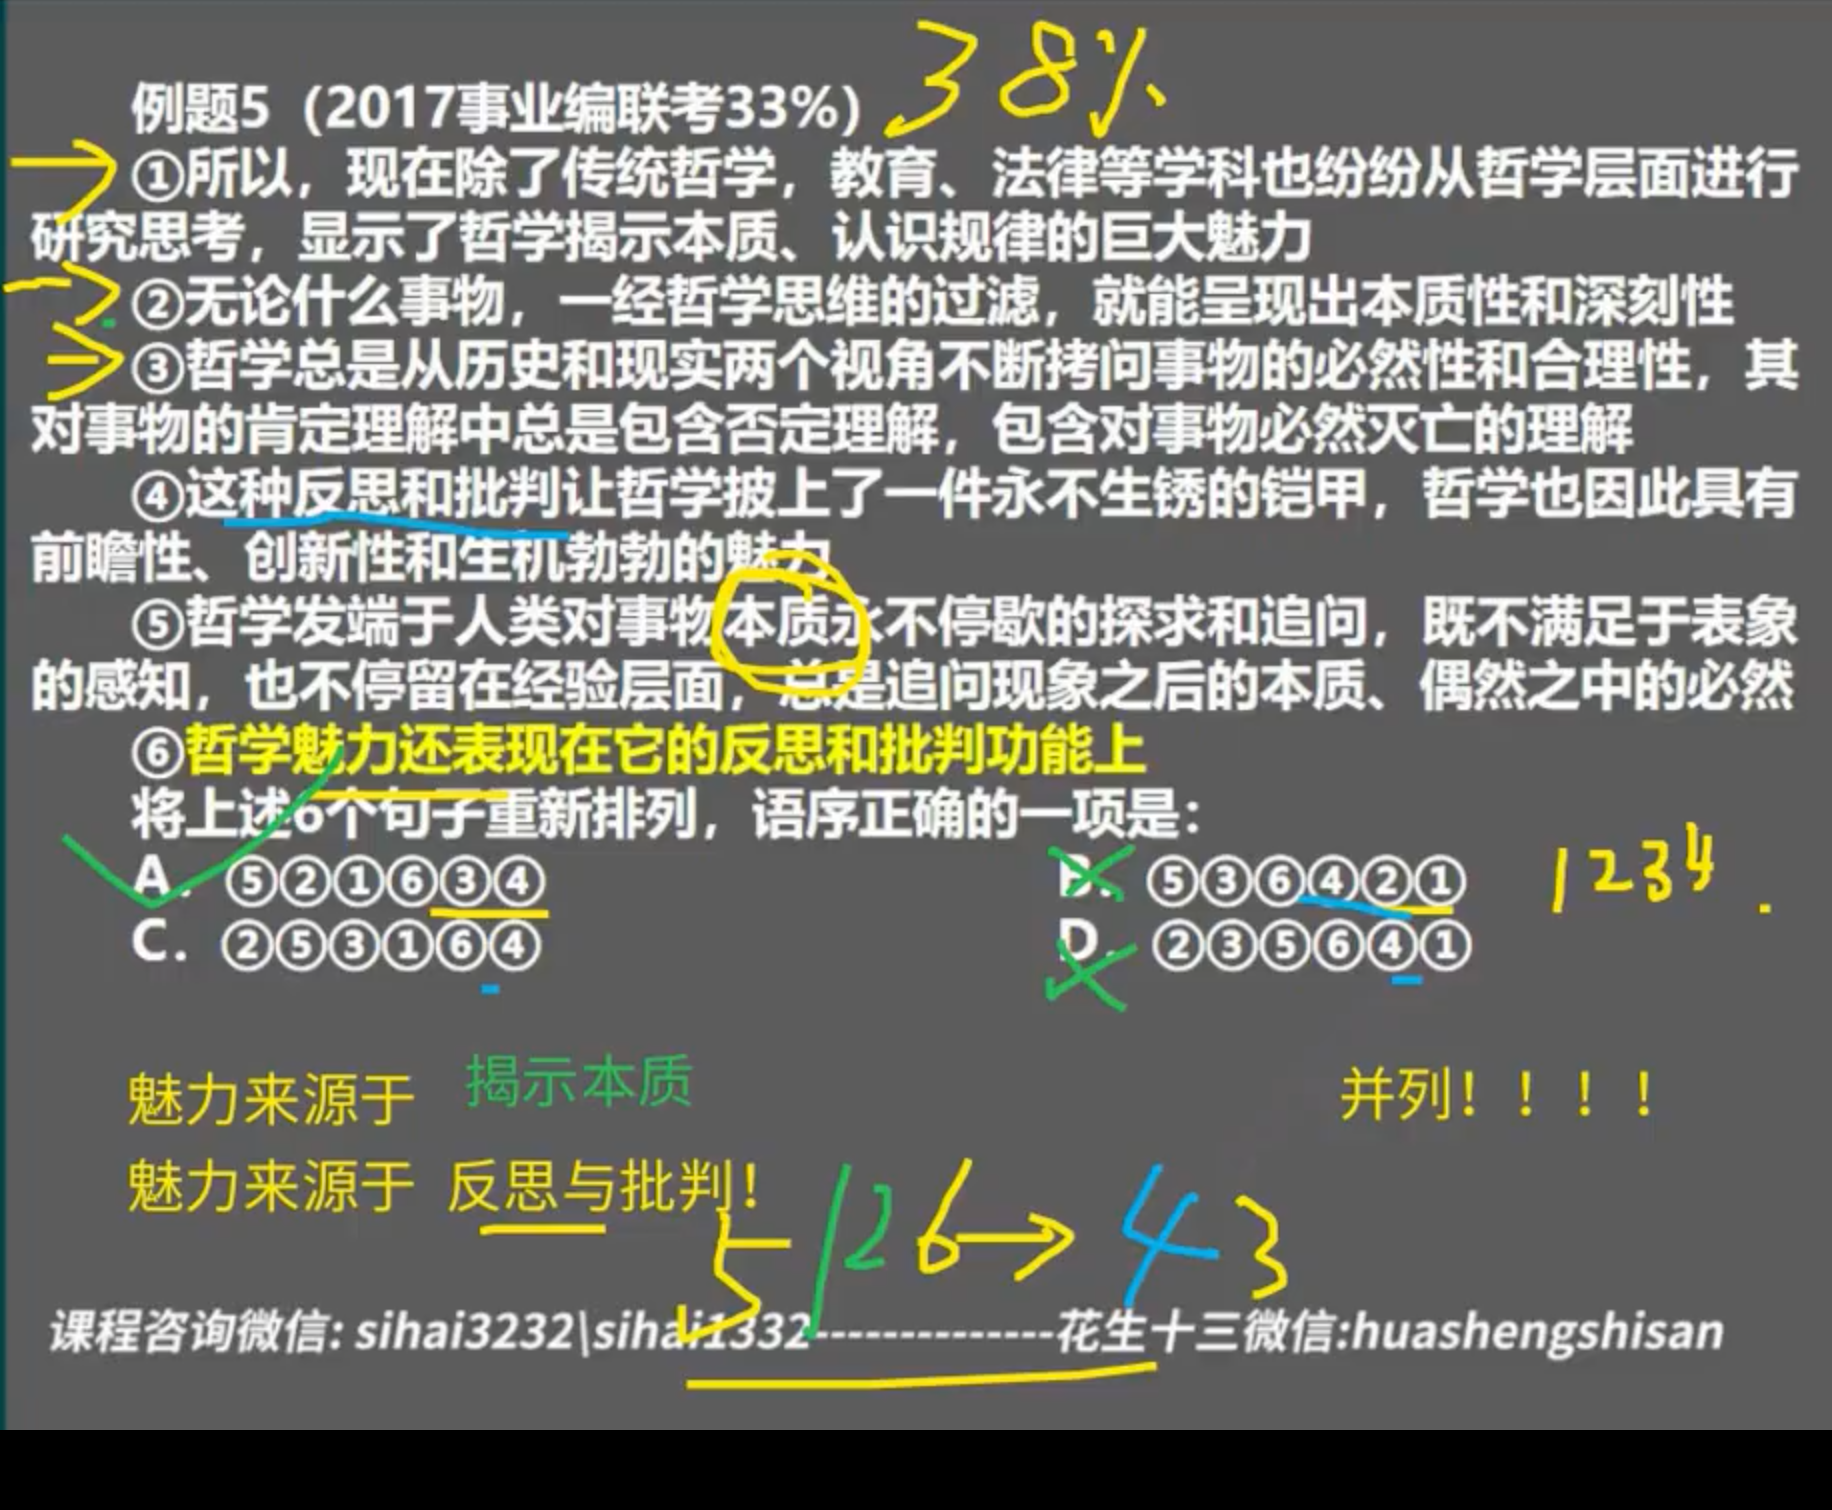 38%
例题5（2017事业编联考33%）
①所以，现在除了传统哲学，教育、法律等学科也纷纷从哲学层面进行
研究思考，显示了哲学揭示本质、认识规律的巨大魅力
②无论什么事物，一经哲学思维的过滤，就能呈现出本质性和深刻性
③哲学总是从历史和现实两个视角不断拷问事物的必然性和合理性，其
对事物的肯定理解中总是包含否定理解，包含对事物必然灭亡的理解
④这种反思和批判让哲学披上了一件永不生锈的铠甲，哲学也因此具有
前瞻性、创新性和生机勃勃的魅力
⑤哲学发端于人类对事物本质永不停歇的探求和追问，既不满足于表象
的感知，也不停留在经验层面，总是追问现象之后的本质、偶然之中的必然
⑥哲学魅力还表现在它的反思和批判功能上
将上述6个句子重新排列，语序正确的一项是：
A．⑤②①⑥③④ B．⑤③⑥④②① 1234
C．②⑤③①⑥④ D．②③⑤⑥④①
魅力来源于 揭示本质 并列！！！！
魅力来源于 反思与批判！
5 126→43
课程咨询微信: sihai3232\sihai1332--------------花生十三微信:huashengshisan